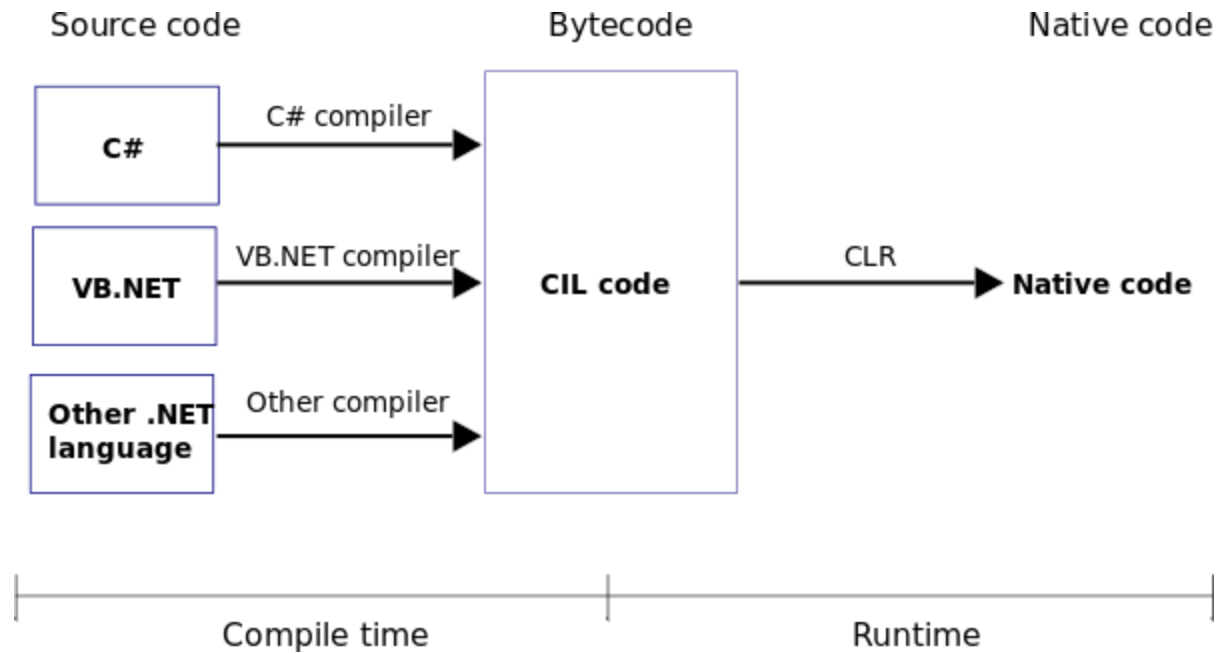 Source code
Bytecode
Native code
C#
C# compiler
VB.NET
VB.NET compiler
CIL code
CLR
Native code
Other .NET
language
Other compiler
Compile time
Runtime